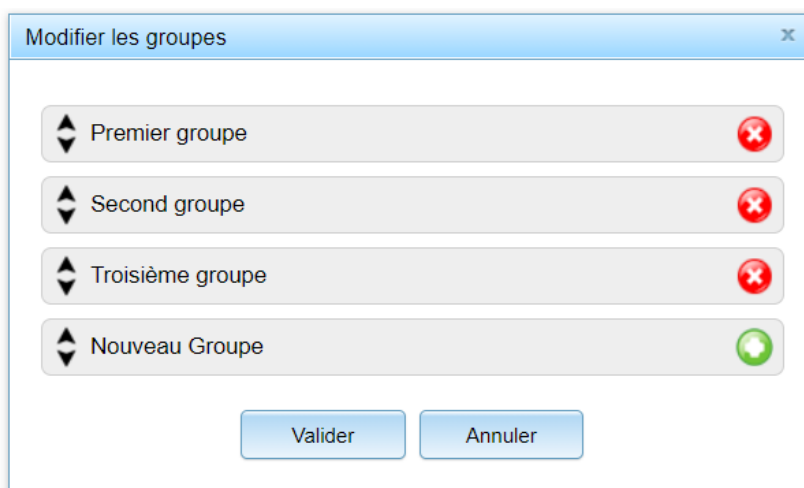 Modifier les groupes
Premier groupe
Second groupe
Troisième groupe
Nouveau Groupe
Valider
Annuler